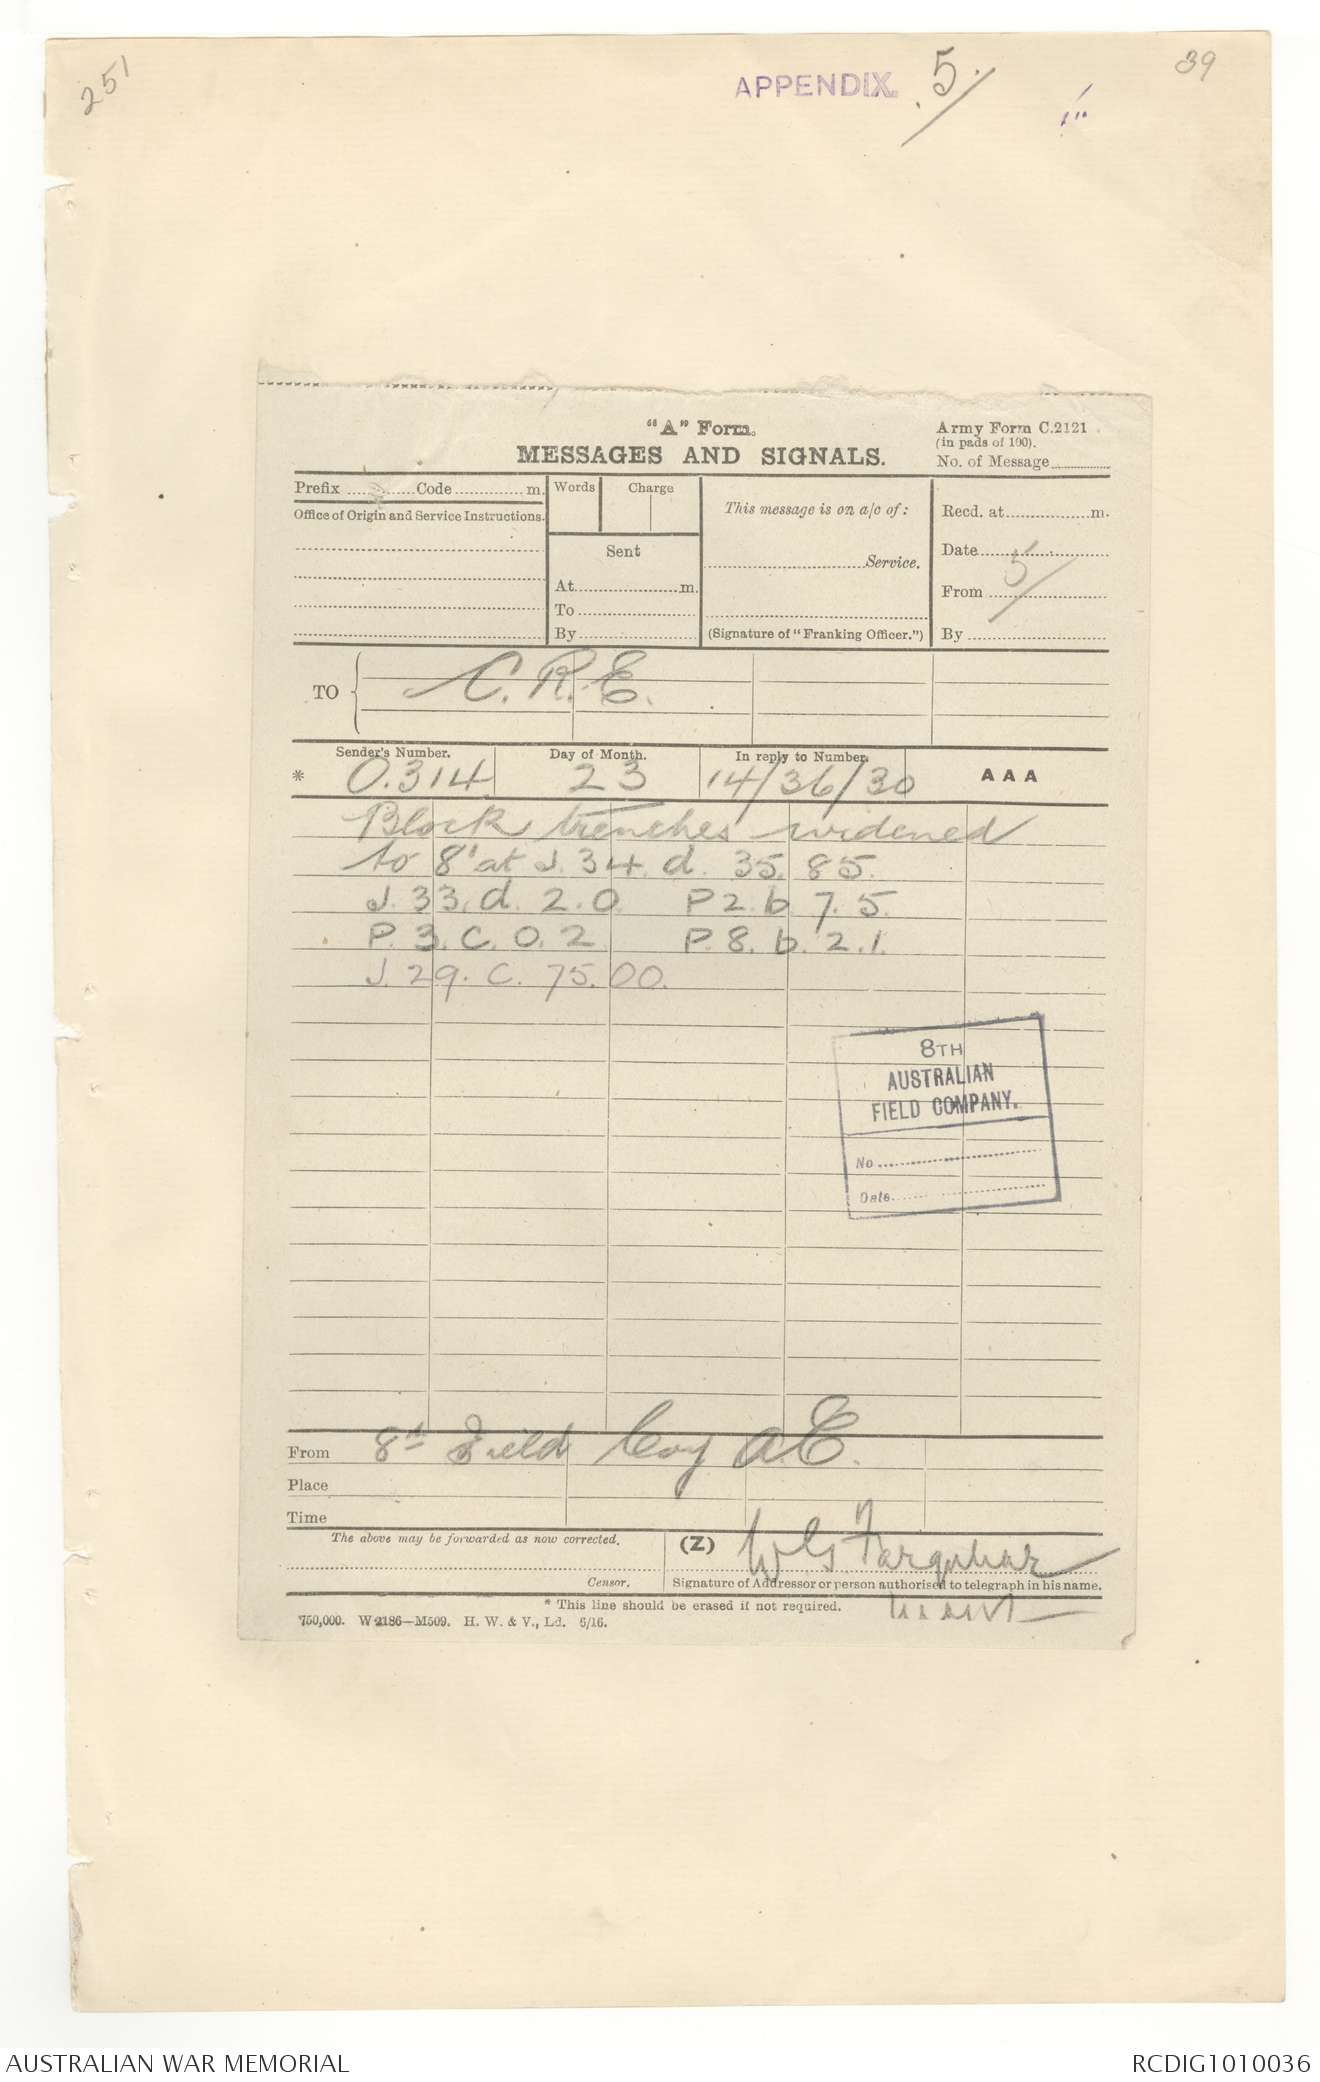 251
APPENDIX. 5/
39
"A" Form.
MESSAGES AND SIGNALS.
Army Form C.2121
(in pads of 100).
No. of Message
Prefix Code m.
Office of Origin and Service Instructions.
Words Charge
Sent
At m.
To
By
This message is on a/c of:
Service.
(Signature of "Franking Officer.")
Recd. at m.
Date
From
By
5/
TO C.R.E.
Sender's Number. Day of Month. In reply to Number. AAA
* O.314 23 14/36/30
Block trenches widened
to 8' at J. 34. d. 35. 85.
J. 33. d. 2. 0. P 2. b. 7. 5.
P. 3. C. 0. 2 P. 8. b. 2. 1.
J. 29. C. 75. 00.
8TH
AUSTRALIAN
FIELD COMPANY.
No
Date
From 8th Field Coy A.E.
Place
Time
The above may be forwarded as now corrected.
(Z) Farquhar
Censor.
Signature of Addressor or person authorised to telegraph in his name.
* This line should be erased if not required.
750,000. W 2186—M509. H. W. & V., Ld. 6/16.
AUSTRALIAN WAR MEMORIAL
RCDIG1010036